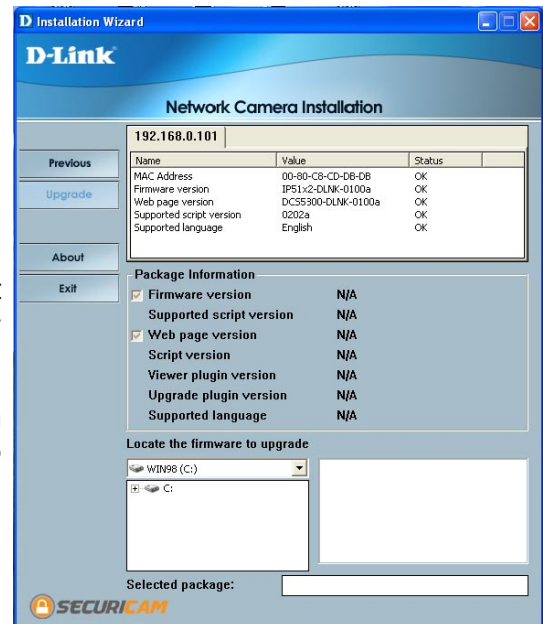 D Installation Wizard
D-Link
Network Camera Installation
Previous
Upgrade
About
Exit
192.168.0.101
Name Value Status
MAC Address 00-80-C8-CD-DB-DB OK
Firmware version IP51x2-DLNK-0100a OK
Web page version DCS5300-DLNK-0100a OK
Supported script version 0202a OK
Supported language English OK
Package Information
Firmware version N/A
Supported script version N/A
Web page version N/A
Script version N/A
Viewer plugin version N/A
Upgrade plugin version N/A
Supported language N/A
Locate the firmware to upgrade
WIN98 (C:)
C:
Selected package:
SECURICAM